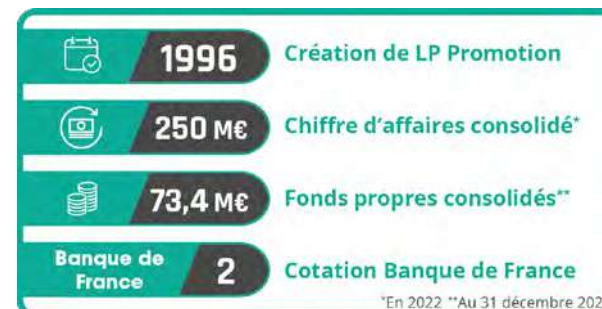 1996 Création de LP Promotion
250 M€ Chiffre d'affaires consolidé*
73,4 M€ Fonds propres consolidés**
Banque de
France 2 Cotation Banque de France
*En 2022 **Au 31 décembre